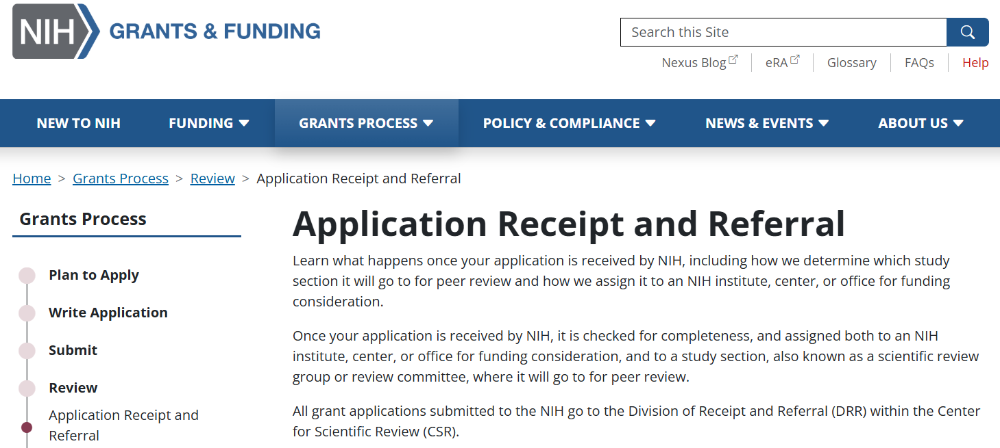 NIH GRANTS & FUNDING
Search this Site
Nexus Blog eRA Glossary FAQs Help
NEW TO NIH FUNDING GRANTS PROCESS POLICY & COMPLIANCE NEWS & EVENTS ABOUT US
Home > Grants Process > Review > Application Receipt and Referral
Grants Process
Plan to Apply
Write Application
Submit
Review
Application Receipt and
Referral
Application Receipt and Referral
Learn what happens once your application is received by NIH, including how we determine which study
section it will go to for peer review and how we assign it to an NIH institute, center, or office for funding
consideration.
Once your application is received by NIH, it is checked for completeness, and assigned both to an NIH
institute, center, or office for funding consideration, and to a study section, also known as a scientific review
group or review committee, where it will go to for peer review.
All grant applications submitted to the NIH go to the Division of Receipt and Referral (DRR) within the Center
for Scientific Review (CSR).